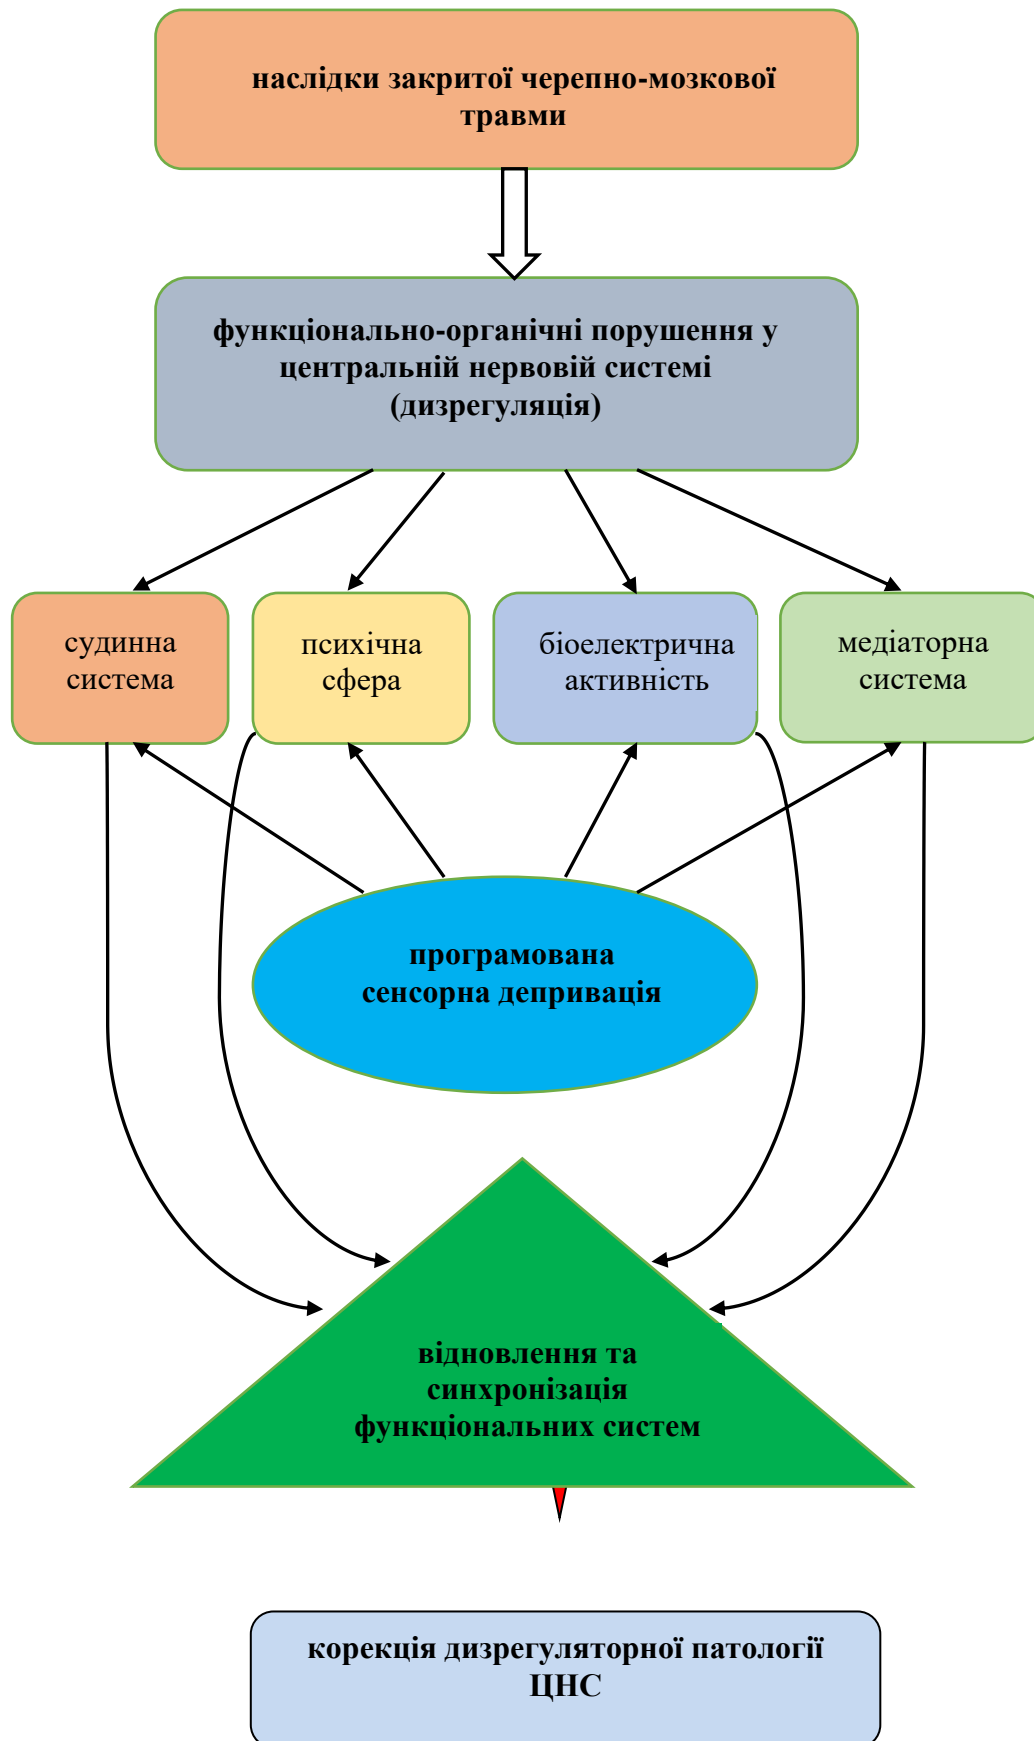 наслідки закритої черепно-мозкової
травми
функціонально-органічні порушення у
центральній нервовій системі
(дизрегуляція)
судинна
система
психічна
сфера
біоелектрична
активність
медіаторна
система
програмована
сенсорна депривація
відновлення та
синхронізація
функціональних систем
корекція дизрегуляторної патології
ЦНС